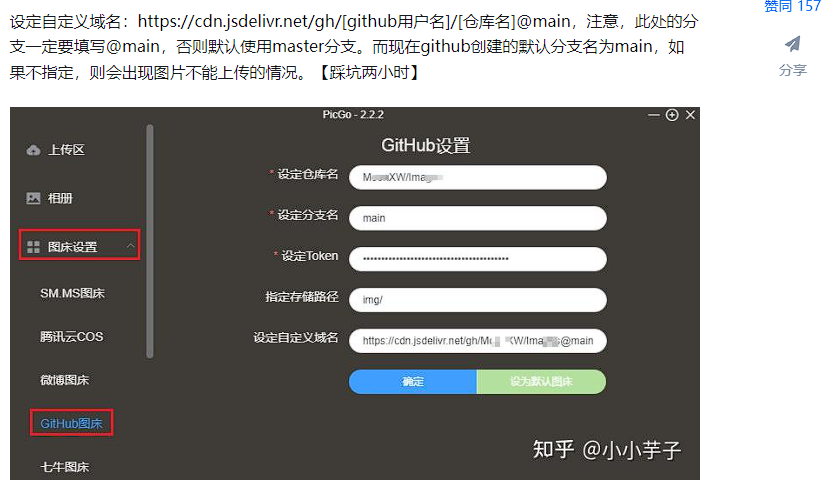 设定自定义域名：https://cdn.jsdelivr.net/gh/[github用户名]/[仓库名]@main，注意，此处的分
支一定要填写@main，否则默认使用master分支。而现在github创建的默认分支名为main，如
果不指定，则会出现图片不能上传的情况。【踩坑两小时】
赞同 157
分享
PicGo - 2.2.2
GitHub设置
上传区
相册
图床设置
SM.MS图床
腾讯云COS
微博图床
GitHub图床
七牛图床
* 设定仓库名
XW/Ima
* 设定分支名 main
* 设定Token
指定存储路径 img/
设定自定义域名 https://cdn.jsdelivr.net/gh/M XW/Ima s@main
确定 设为默认图床
知乎 @小小芋子